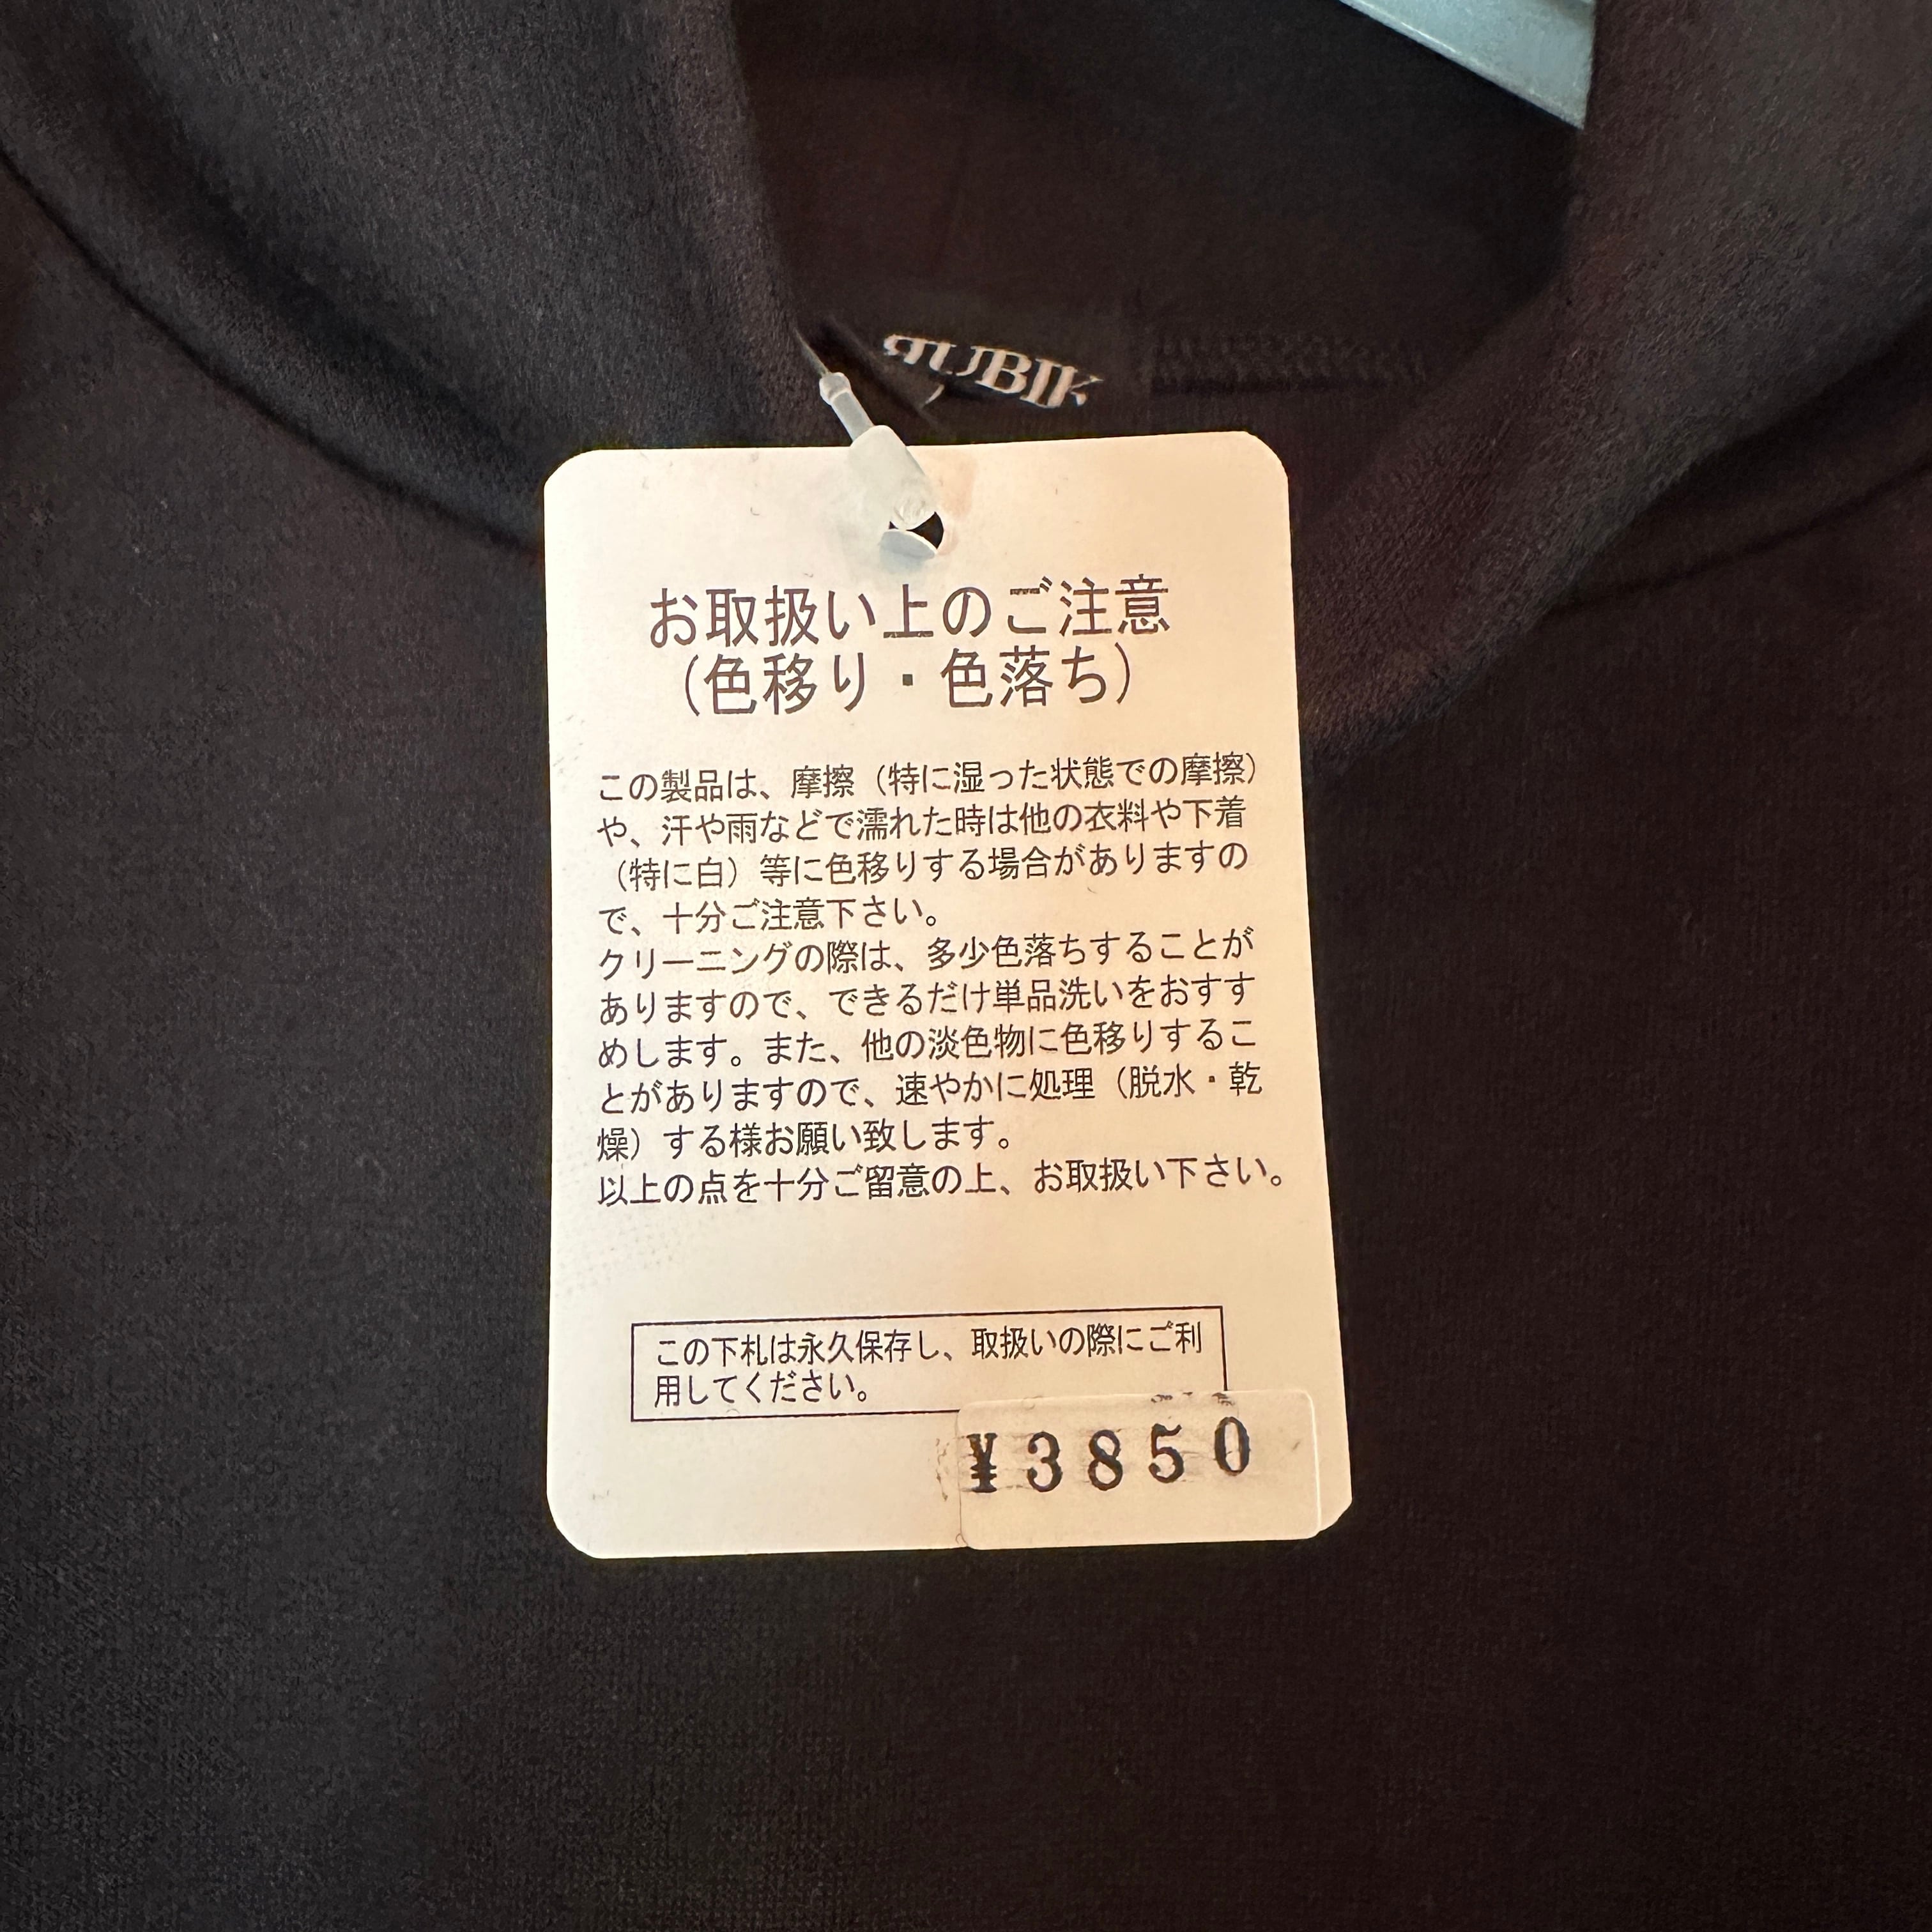 お取扱い上のご注意
(色移り・色落ち)
この製品は、摩擦（特に湿った状態での摩擦）
や、汗や雨などで濡れた時は他の衣料や下着
（特に白）等に色移りする場合がありますの
で、十分ご注意下さい。
クリーニングの際は、多少色落ちすることが
ありますので、できるだけ単品洗いをおすす
めします。また、他の淡色物に色移りするこ
とがありますので、速やかに処理（脱水・乾
燥）する様お願い致します。
以上の点を十分ご留意の上、お取扱い下さい。
この下札は永久保存し、取扱いの際にご利
用してください。
¥3850